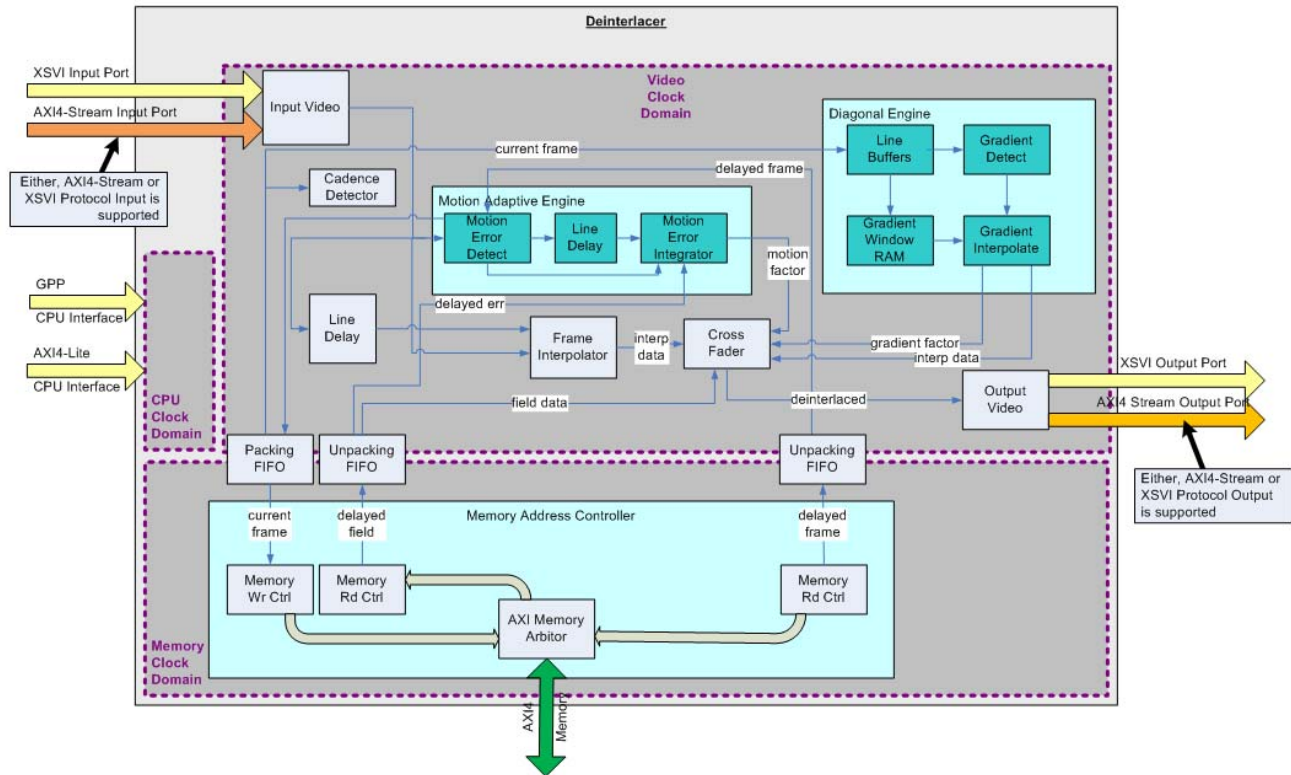 Deinterlacer
XSVI Input Port
AXI4-Stream Input Port
Either, AXI4-Stream or
XSVI Protocol Input is
supported
Input Video
Video
Clock
Domain
Diagonal Engine
Line
Buffers
Gradient
Detect
Gradient
Window
RAM
Gradient
Interpolate
current frame
delayed frame
Cadence
Detector
Motion Adaptive Engine
Motion
Error
Detect
Line
Delay
Motion
Error
Integrator
motion
factor
GPP
CPU Interface
AXI4-Lite
CPU Interface
CPU
Clock
Domain
delayed err
Line
Delay
Frame
Interpolator
interp
data
Cross
Fader
gradient factor
interp data
field data
deinterlaced
Output
Video
XSVI Output Port
AXI4 Stream Output Port
Either, AXI4-Stream or
XSVI Protocol Output
is supported
Packing
FIFO
Unpacking
FIFO
Unpacking
FIFO
Memory Address Controller
current
frame
delayed
field
delayed
frame
Memory
Wr Ctrl
Memory
Rd Ctrl
Memory
Rd Ctrl
AXI Memory
Arbitor
Memory
Clock
Domain
AXI4
Memory